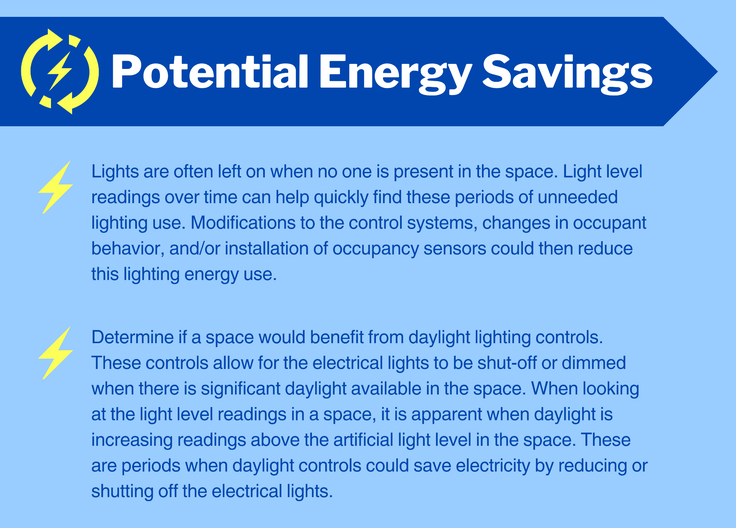 Potential Energy Savings
Lights are often left on when no one is present in the space. Light level
readings over time can help quickly find these periods of unneeded
lighting use. Modifications to the control systems, changes in occupant
behavior, and/or installation of occupancy sensors could then reduce
this lighting energy use.
Determine if a space would benefit from daylight lighting controls.
These controls allow for the electrical lights to be shut-off or dimmed
when there is significant daylight available in the space. When looking
at the light level readings in a space, it is apparent when daylight is
increasing readings above the artificial light level in the space. These
are periods when daylight controls could save electricity by reducing or
shutting off the electrical lights.